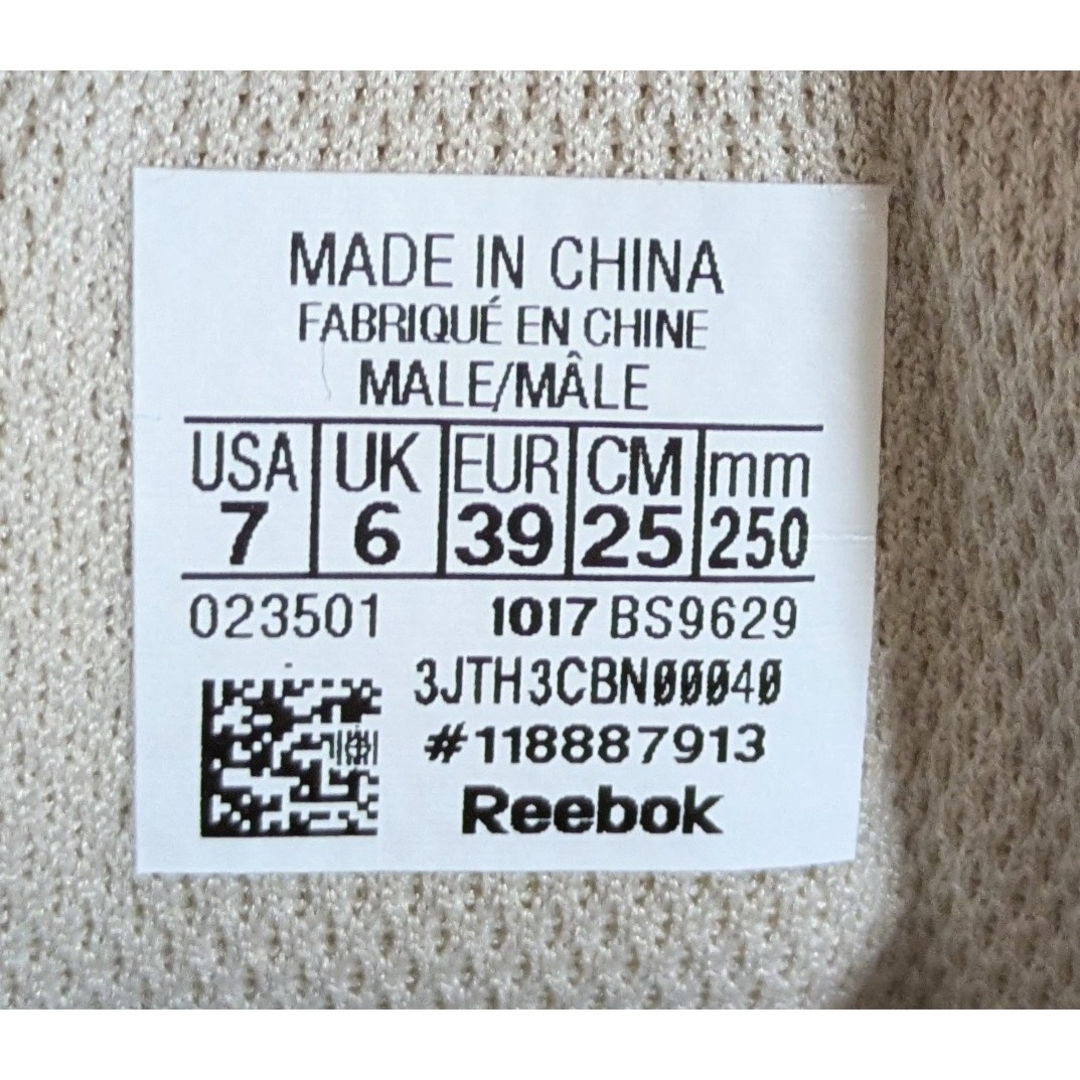 MADE IN CHINA
FABRIQUÉ EN CHINE
MALE/MÂLE
USA UK EUR CM mm
7 6 39 25 250
023501 1017 BS9629
3JTH3CBN00040
#118887913
Reebok